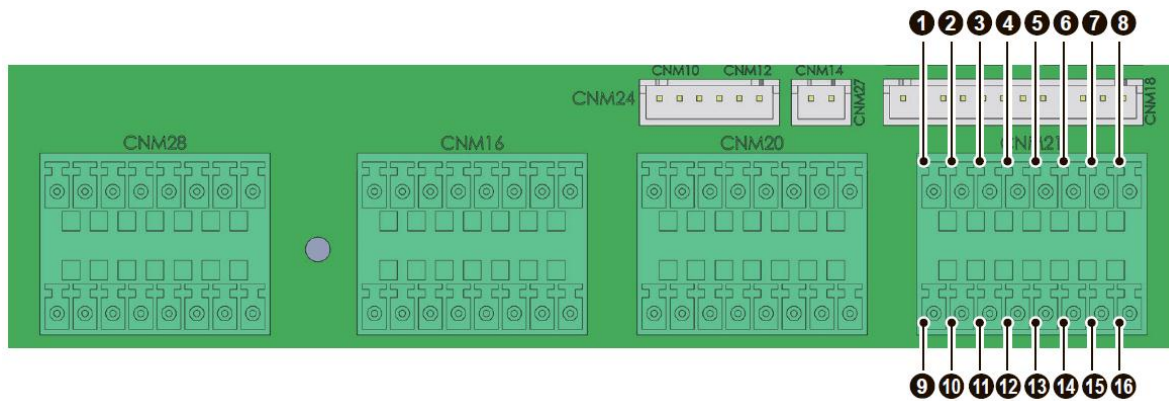 1 2 3 4 5 6 7 8
CNM10 CNM12 CNM14
CNM24 CNM27 CNM18
CNM28 CNM16 CNM20 CNM21
9 10 11 12 13 14 15 16